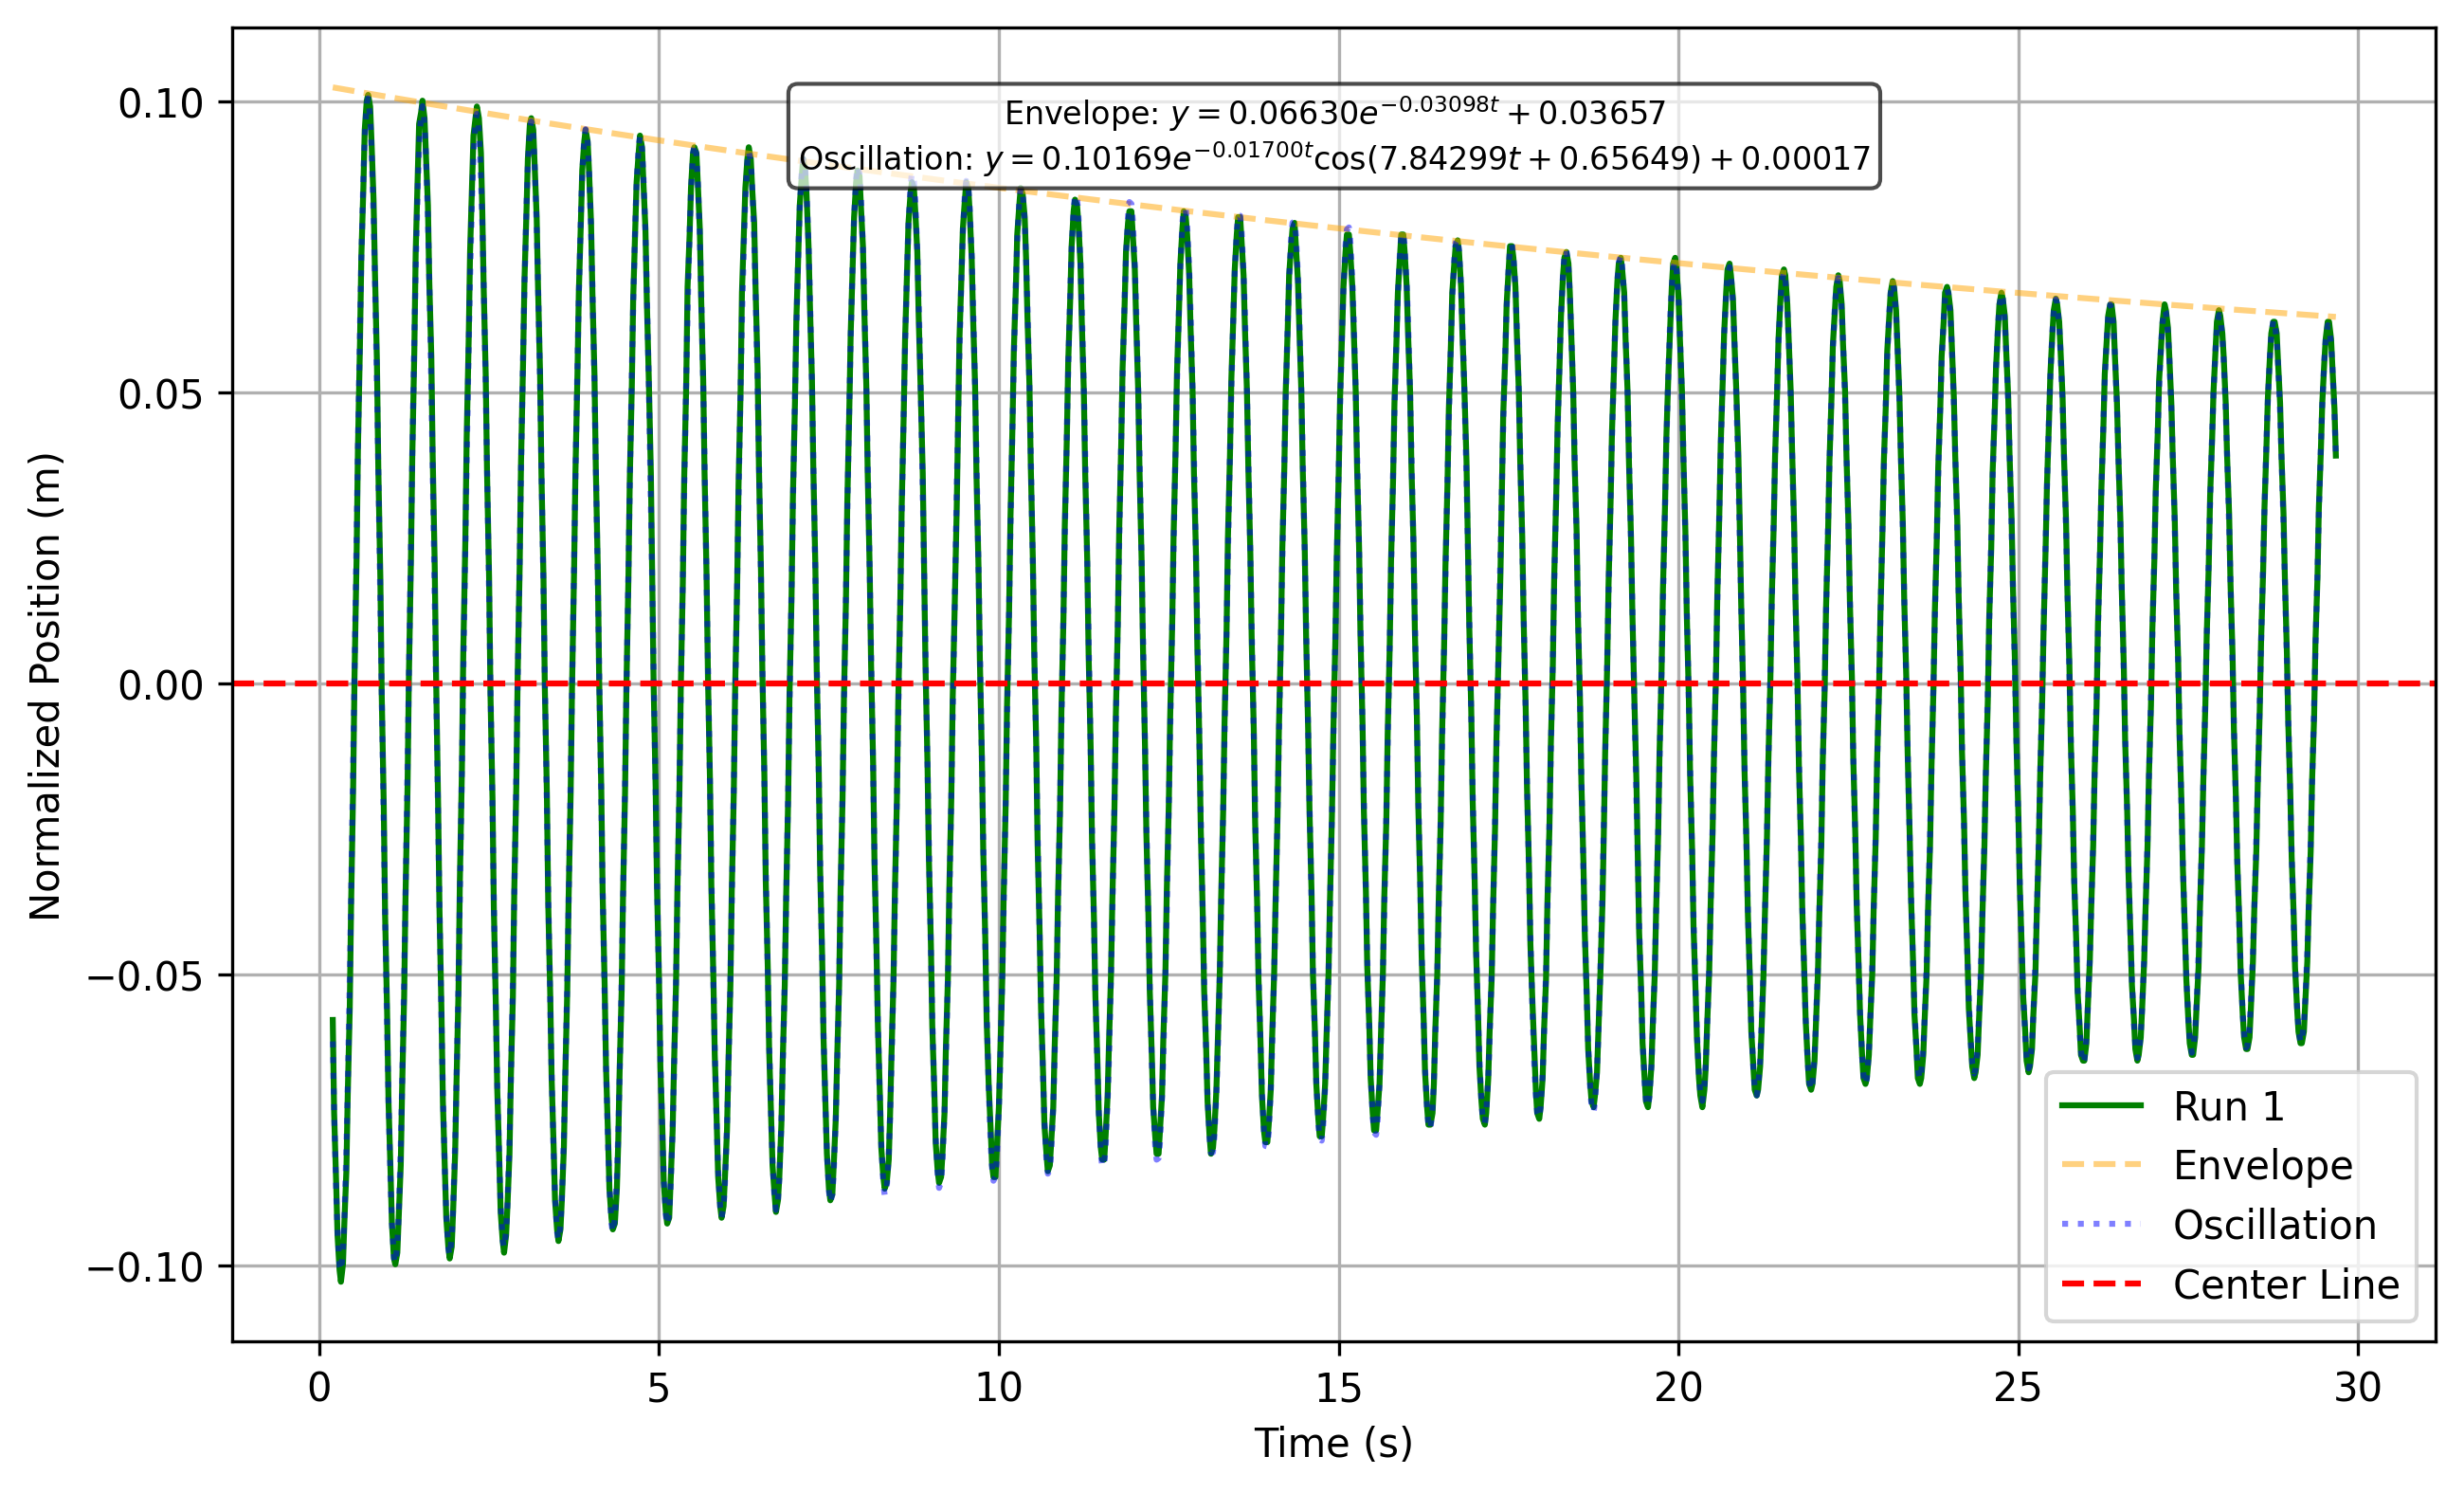 Envelope: y = 0.06630e^{-0.03098t} + 0.03657
Oscillation: y = 0.10169e^{-0.01700t}cos(7.84299t + 0.65649) + 0.00017
0.10
0.05
0.00
−0.05
−0.10
Normalized Position (m)
Run 1
Envelope
Oscillation
Center Line
0 5 10 15 20 25 30
Time (s)